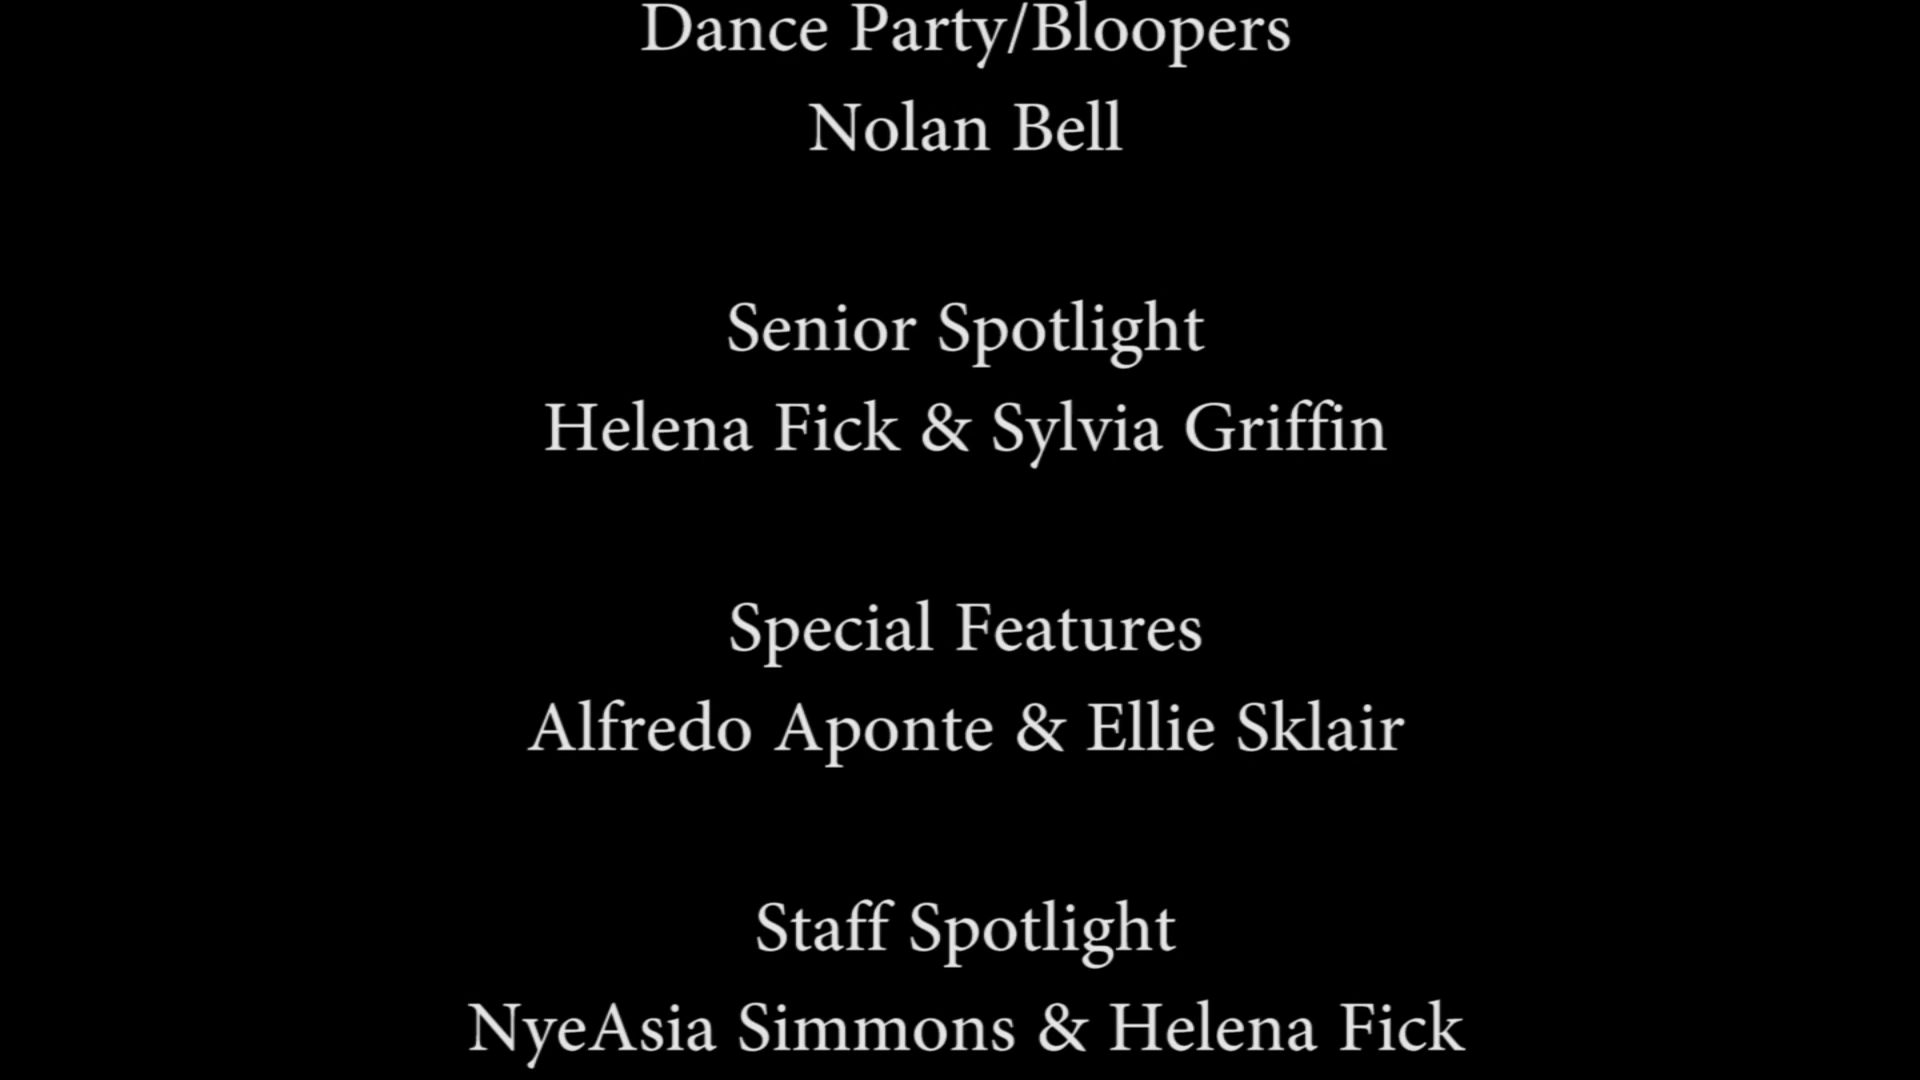 Dance Party/Bloopers
Nolan Bell
Senior Spotlight
Helena Fick & Sylvia Griffin
Special Features
Alfredo Aponte & Ellie Sklair
Staff Spotlight
NyeAsia Simmons & Helena Fick